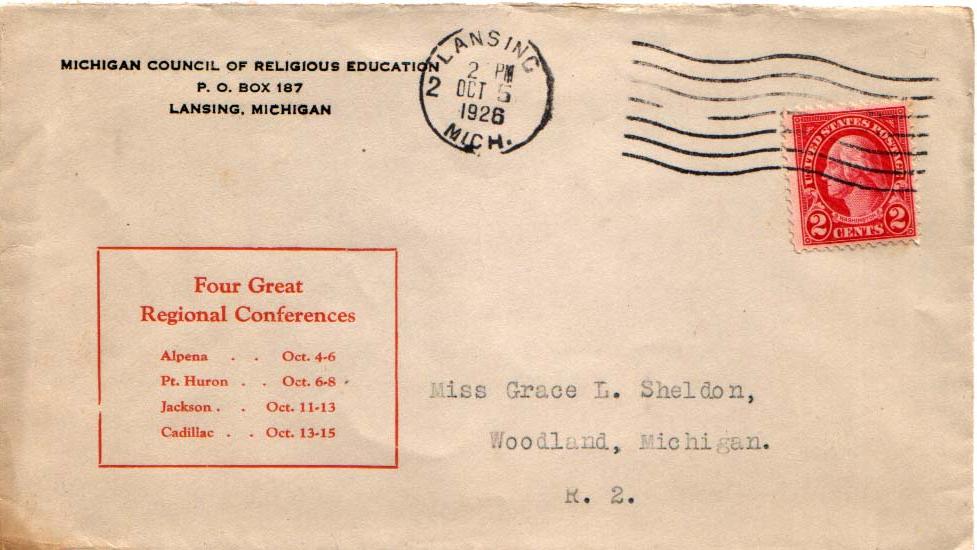 MICHIGAN COUNCIL OF RELIGIOUS EDUCATION
P. O. BOX 187
LANSING, MICHIGAN
LANSING
2 PM
2 OCT 5
1926
MICH.
UNITED STATES POSTAGE
WASHINGTON
2 CENTS 2
Four Great
Regional Conferences
Alpena . . Oct. 4-6
Pt. Huron . . Oct. 6-8
Jackson . . Oct. 11-13
Cadillac . . Oct. 13-15
Miss Grace L. Sheldon,
Woodland, Michigan.
R. 2.